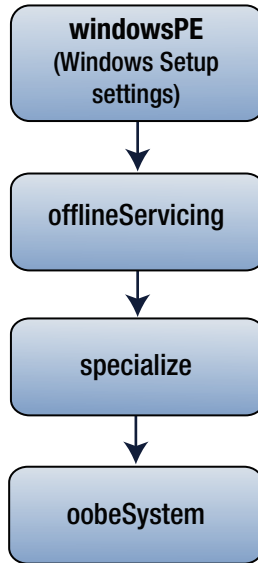 windowsPE
(Windows Setup
settings)
offlineServicing
specialize
oobeSystem